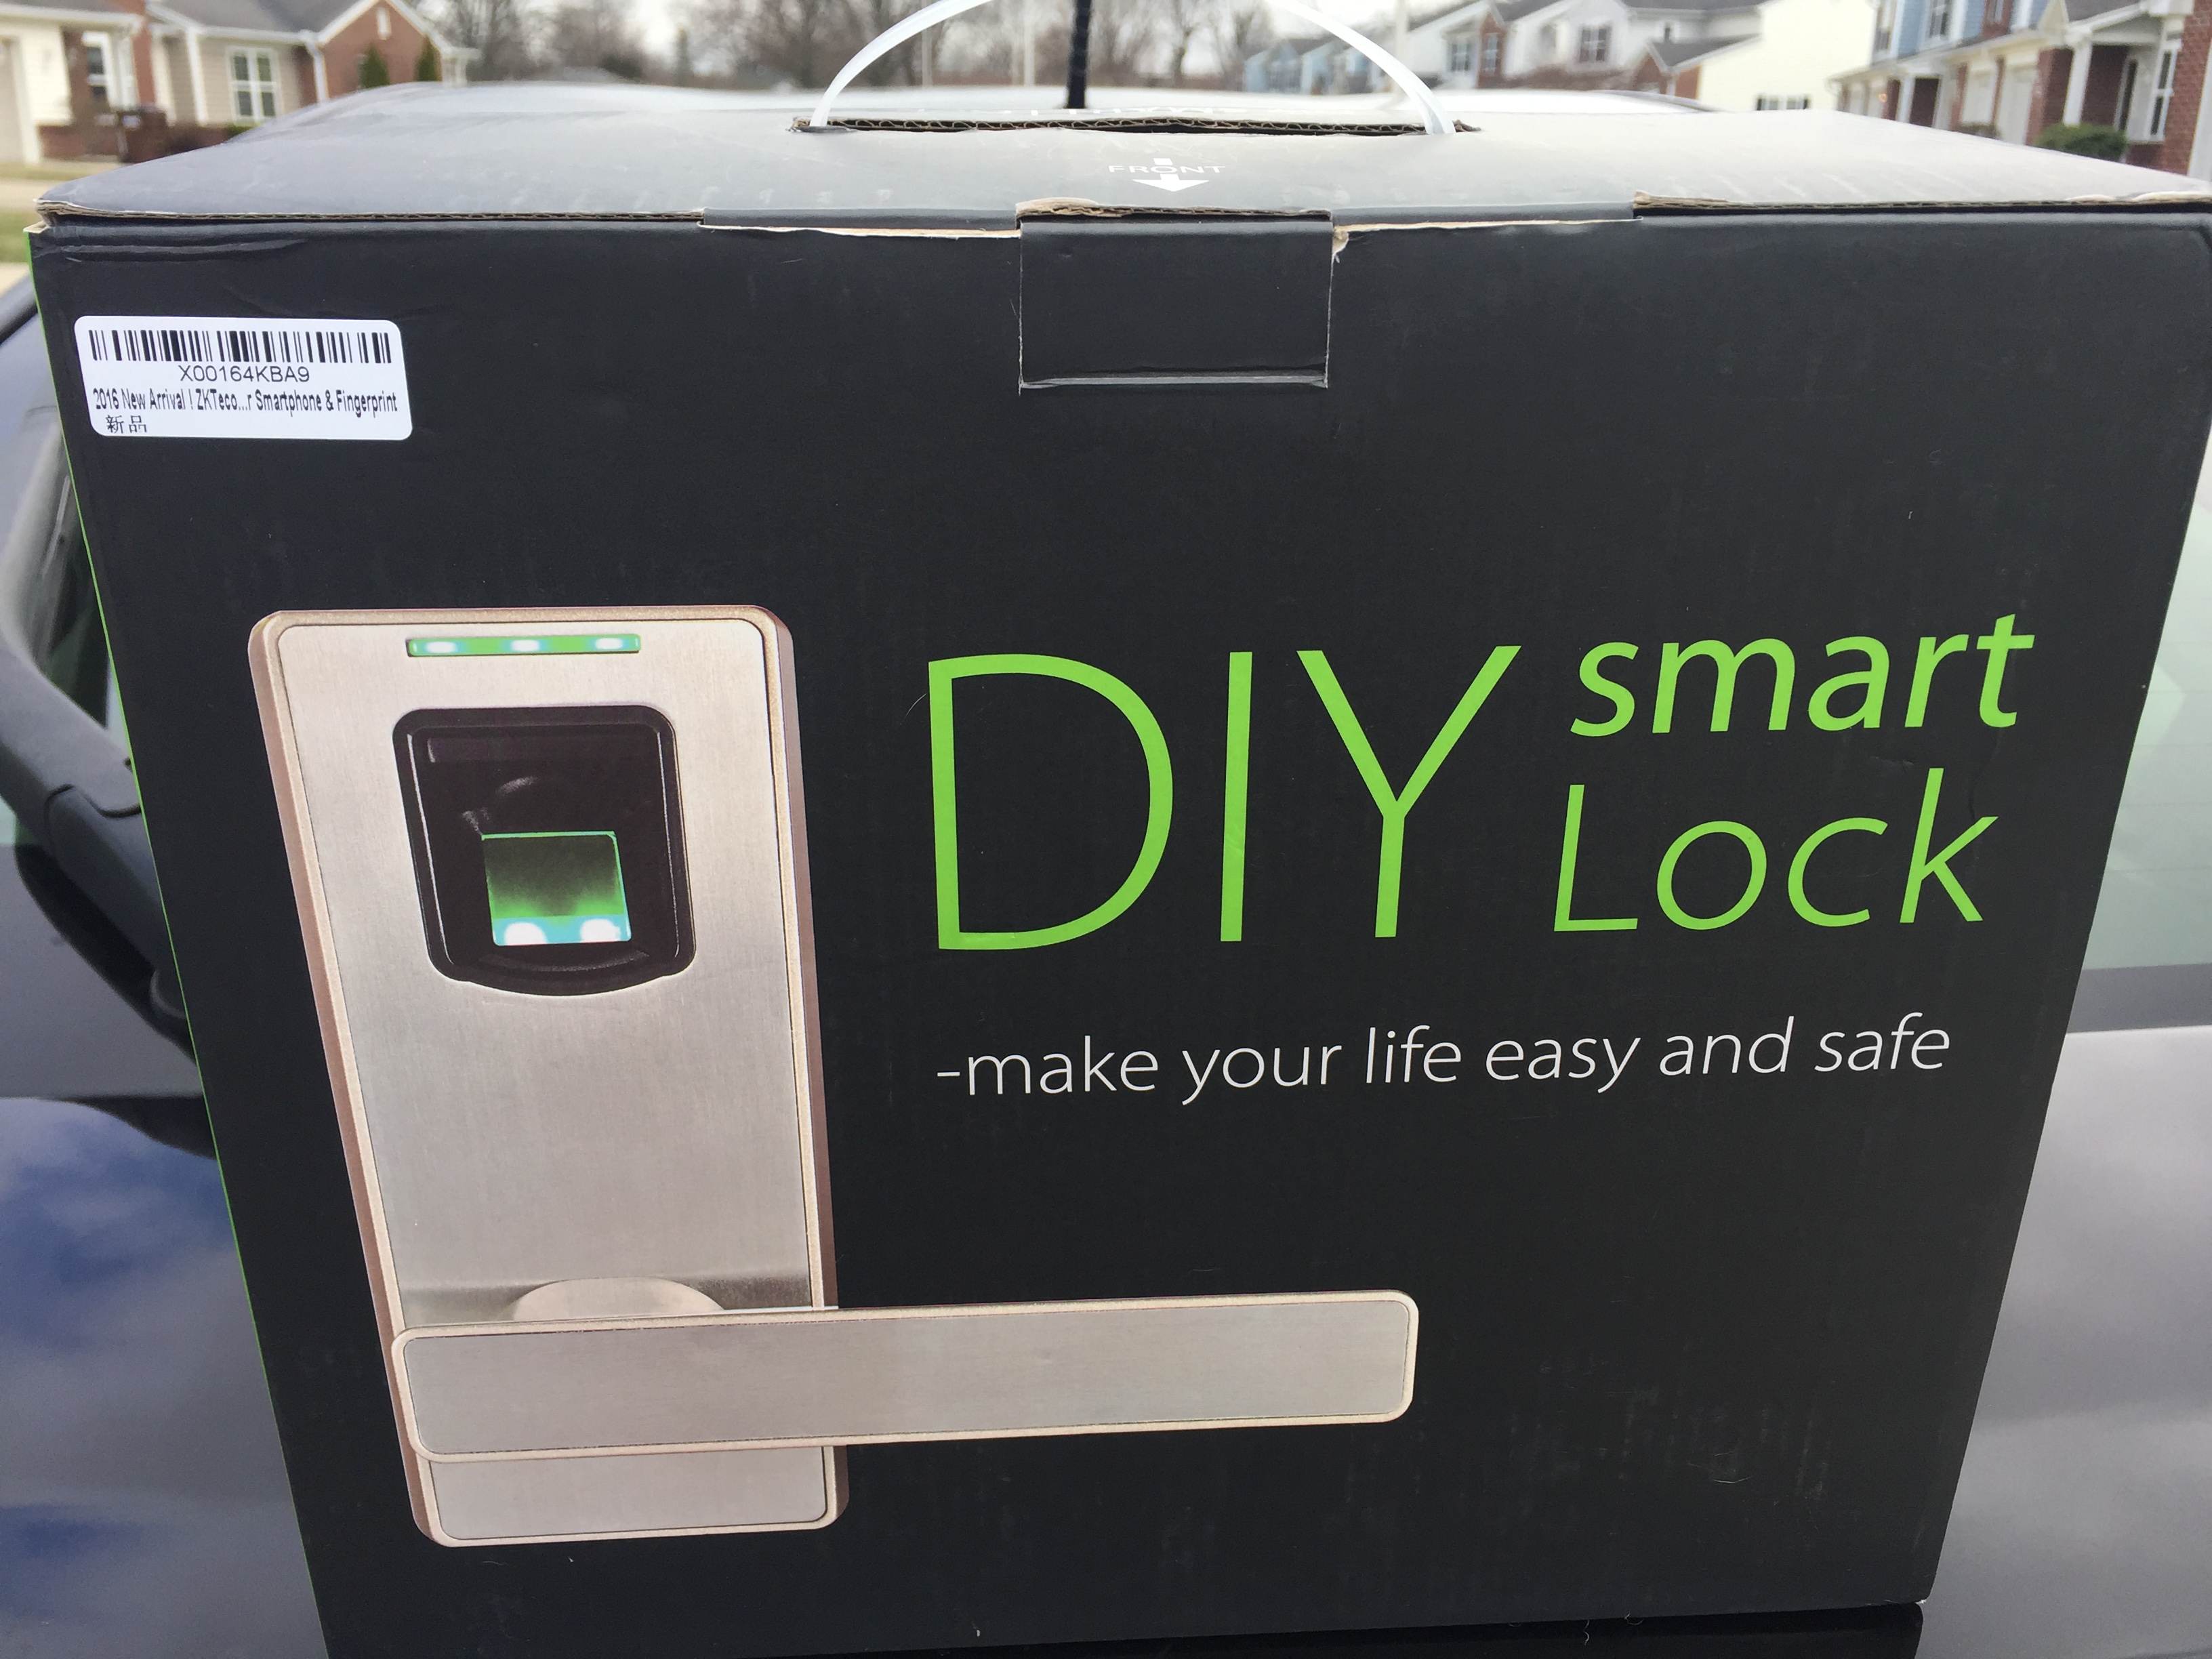 FRONT
X00164KBA9
2016 New Arrival ! ZKTeco...r Smartphone & Fingerprint
新品
DIY smart
Lock
-make your life easy and safe